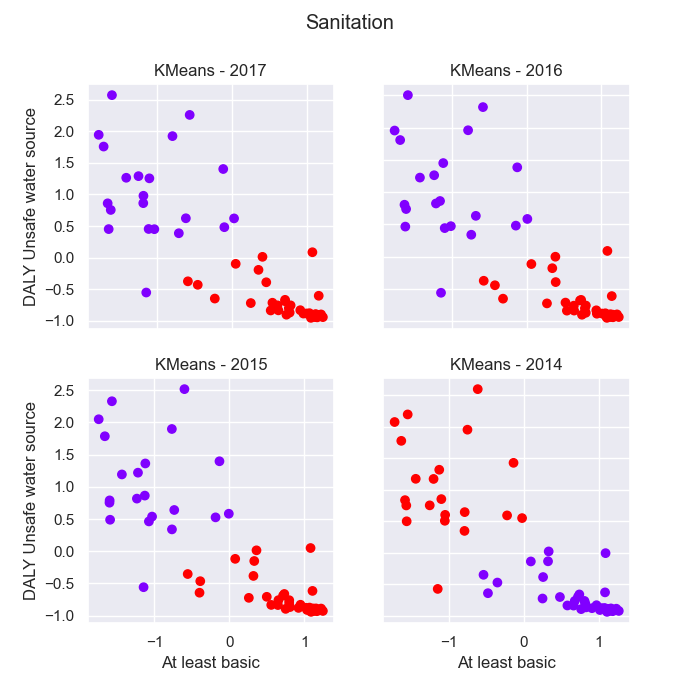 Sanitation
KMeans - 2017
KMeans - 2016
DALY Unsafe water source
2.5
2.0
1.5
1.0
0.5
0.0
−0.5
−1.0
KMeans - 2015
KMeans - 2014
DALY Unsafe water source
2.5
2.0
1.5
1.0
0.5
0.0
−0.5
−1.0
−1 0 1
−1 0 1
At least basic
At least basic